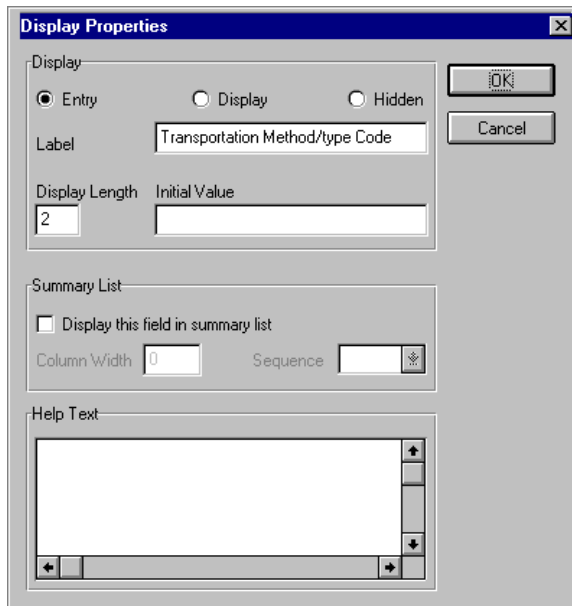 Display Properties
Display
OK
Entry Display Hidden
Cancel
Label Transportation Method/type Code
Display Length Initial Value
2
Summary List
Display this field in summary list
Column Width 0 Sequence
Help Text